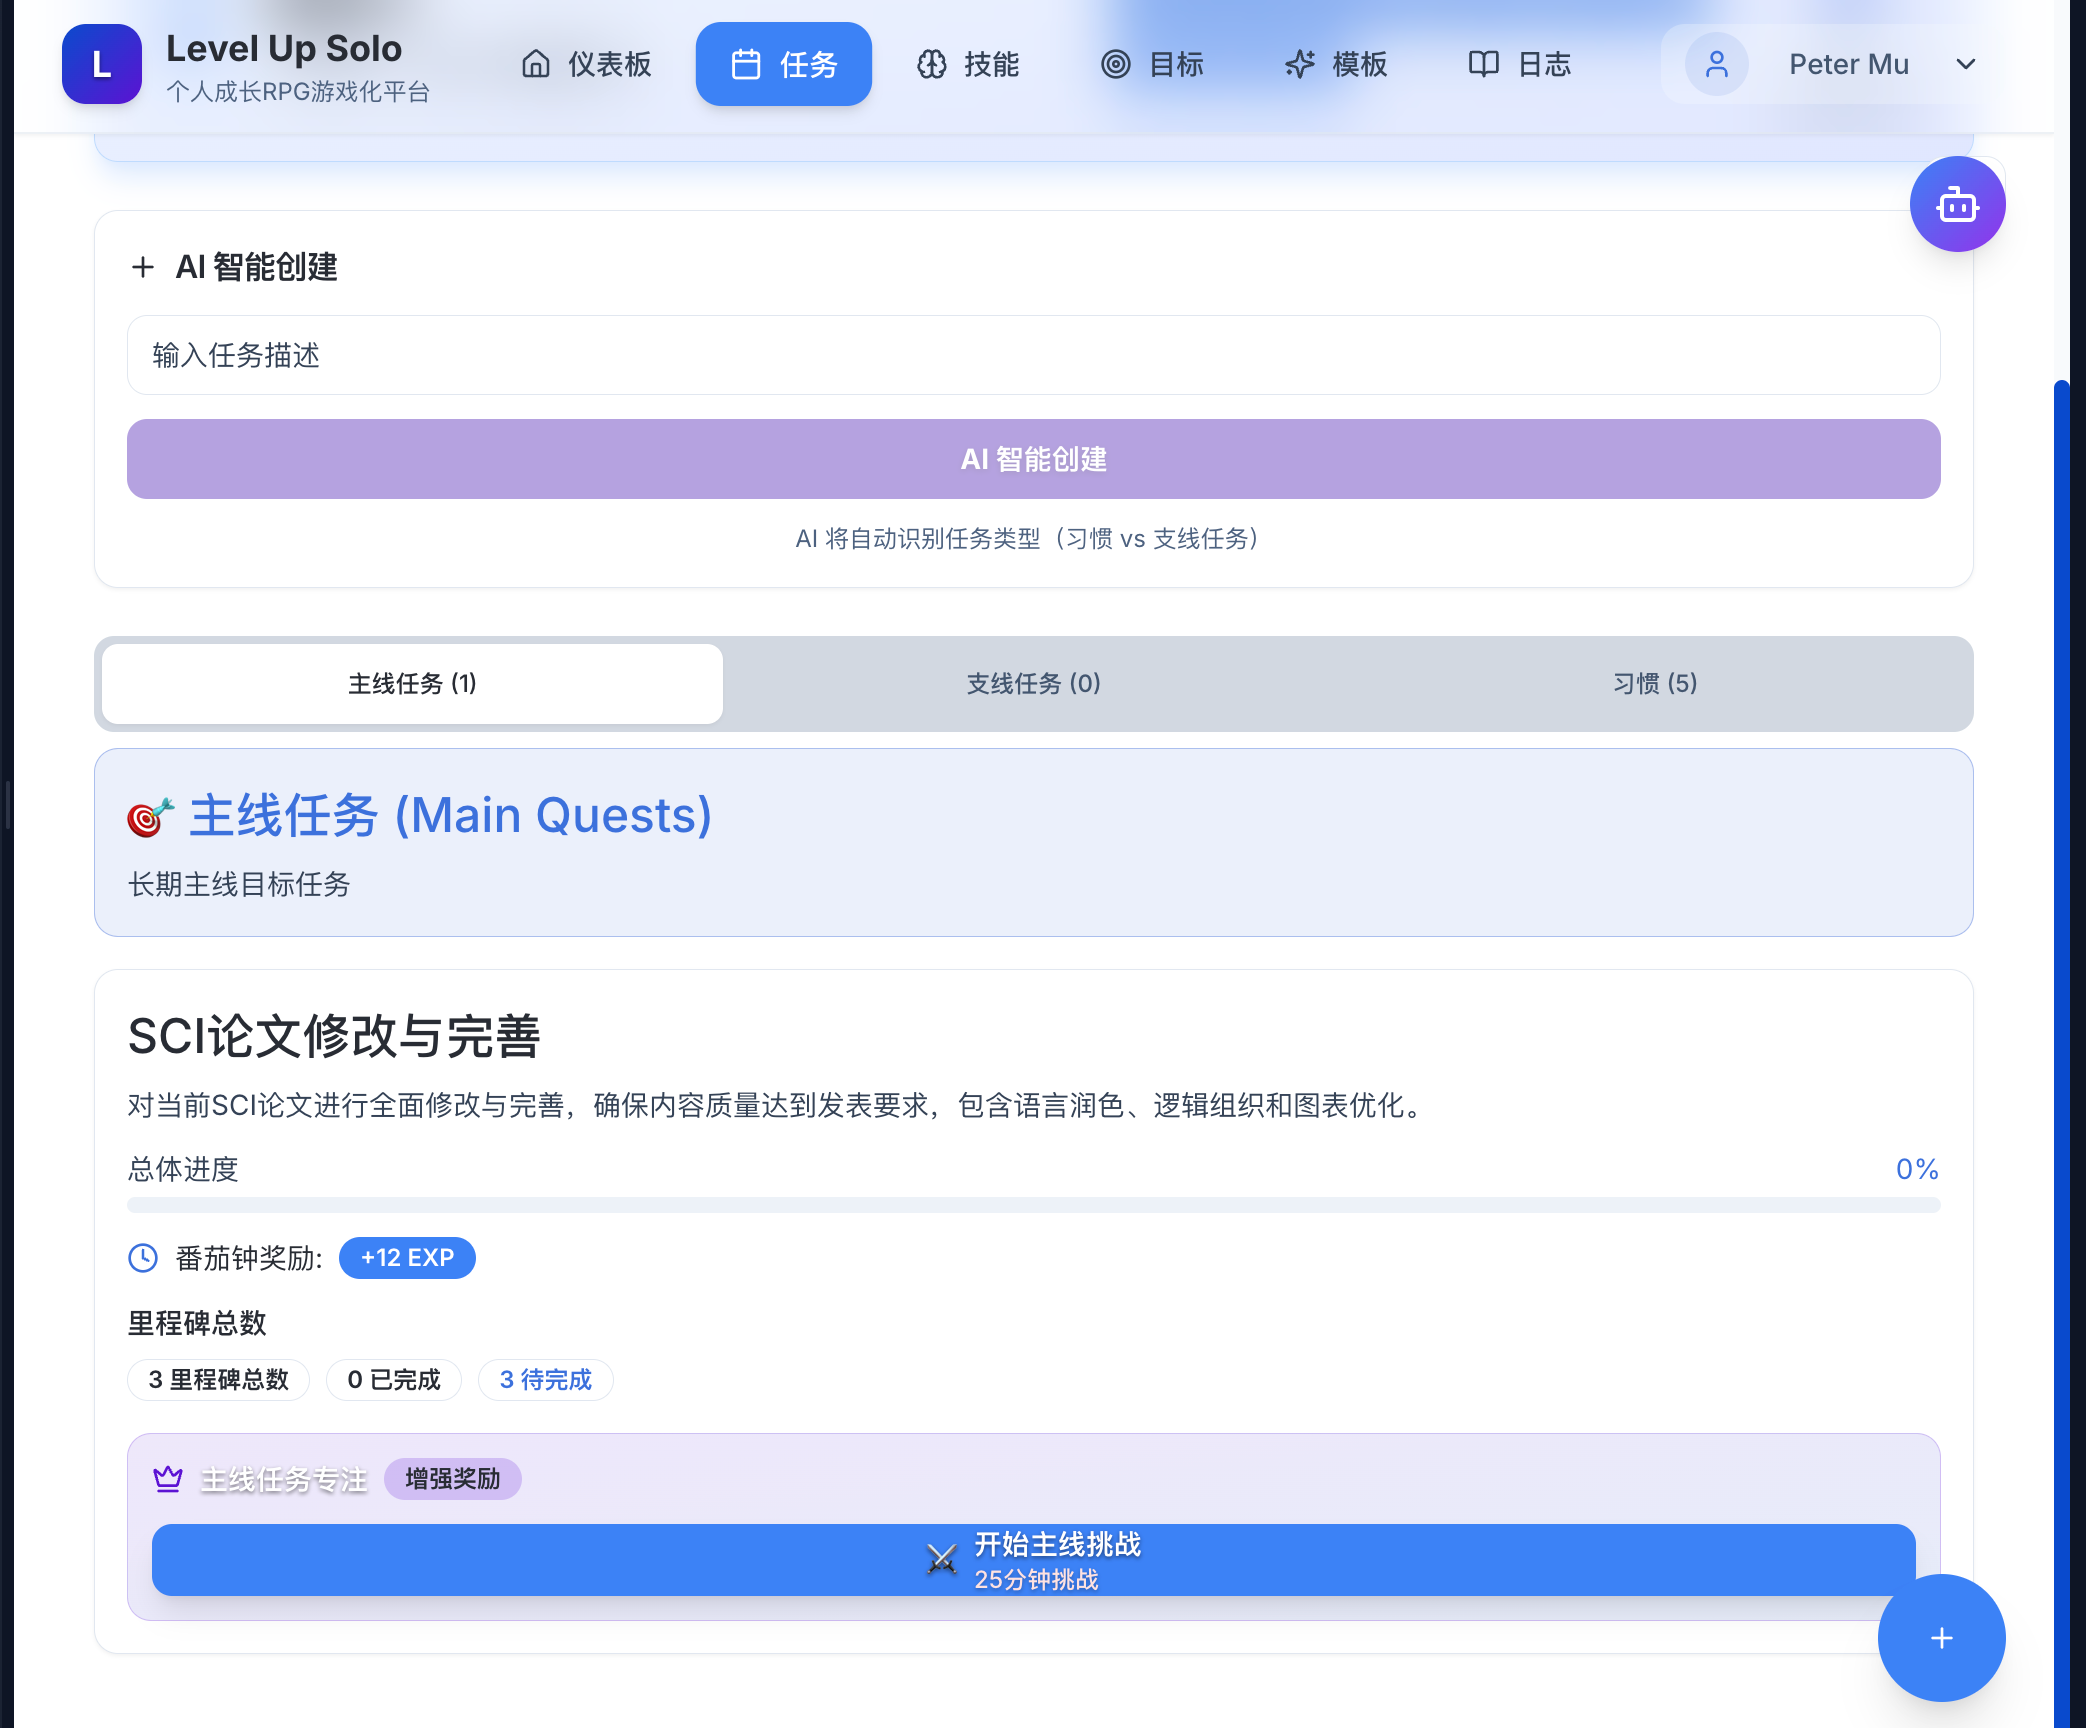 L
Level Up Solo
个人成长RPG游戏化平台
仪表板
任务
技能
目标
模板
日志
Peter Mu
AI 智能创建
输入任务描述
AI 智能创建
AI 将自动识别任务类型（习惯 vs 支线任务）
主线任务 (1)
支线任务 (0)
习惯 (5)
主线任务 (Main Quests)
长期主线目标任务
SCI论文修改与完善
对当前SCI论文进行全面修改与完善，确保内容质量达到发表要求，包含语言润色、逻辑组织和图表优化。
总体进度
0%
番茄钟奖励:
+12 EXP
里程碑总数
3 里程碑总数
0 已完成
3 待完成
主线任务专注
增强奖励
开始主线挑战
25分钟挑战